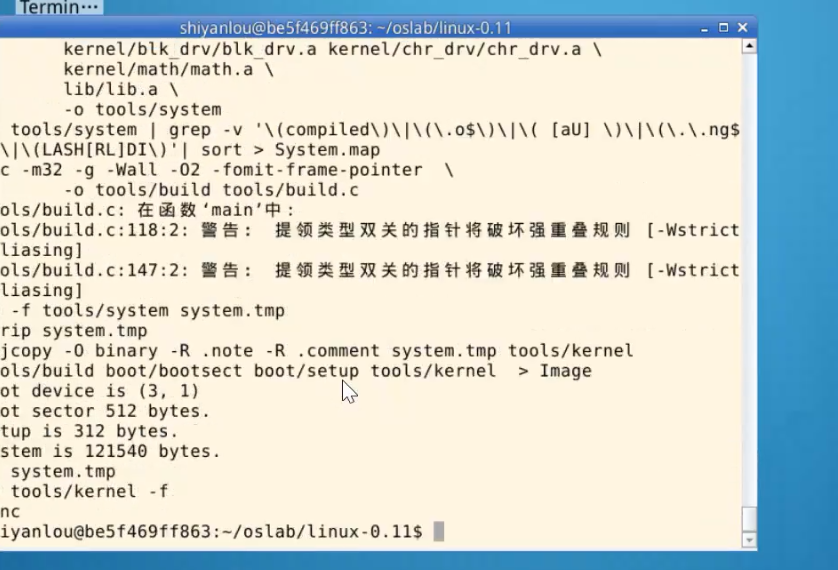 Termin…
shiyanlou@be5f469ff863: ~/oslab/linux-0.11
kernel/blk_drv/blk_drv.a kernel/chr_drv/chr_drv.a \
kernel/math/math.a \
lib/lib.a \
-o tools/system
tools/system | grep -v '\(compiled\)\|\(\.o$\)\|\( [aU] \)\|\(\.\.ng$
\|\(LASH[RL]DI\)'| sort > System.map
c -m32 -g -Wall -O2 -fomit-frame-pointer \
-o tools/build tools/build.c
ols/build.c: 在函数‘main’中:
ols/build.c:118:2: 警告: 提领类型双关的指针将破坏强重叠规则 [-Wstrict
liasing]
ols/build.c:147:2: 警告: 提领类型双关的指针将破坏强重叠规则 [-Wstrict
liasing]
-f tools/system system.tmp
rip system.tmp
jcopy -O binary -R .note -R .comment system.tmp tools/kernel
ols/build boot/bootsect boot/setup tools/kernel > Image
ot device is (3, 1)
ot sector 512 bytes.
tup is 312 bytes.
stem is 121540 bytes.
system.tmp
tools/kernel -f
nc
iyanlou@be5f469ff863:~/oslab/linux-0.11$